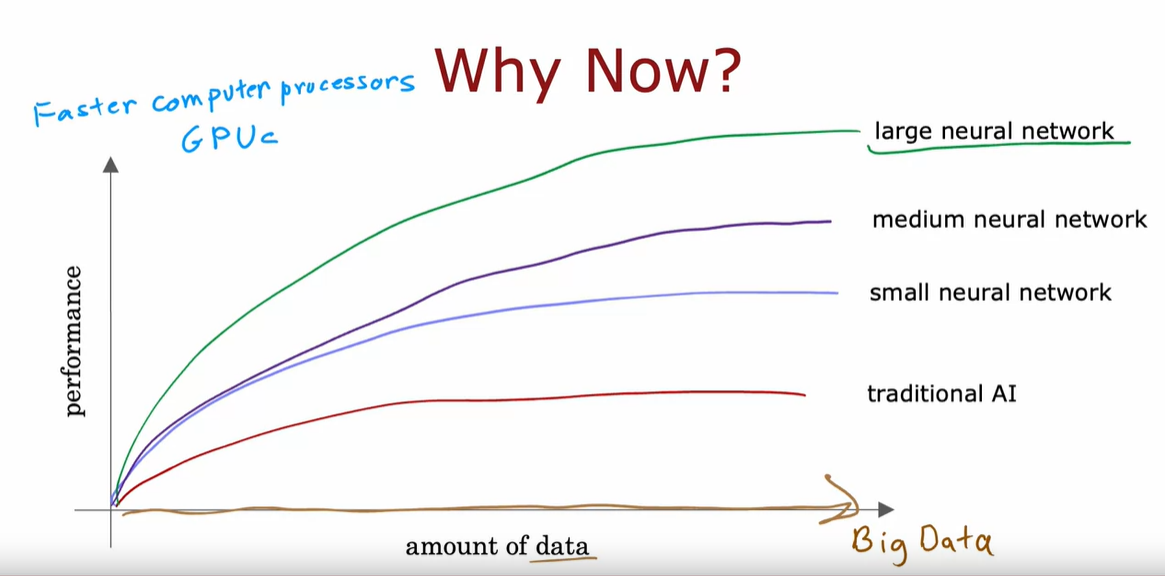 Why Now?
Faster computer processors
GPUs
large neural network
medium neural network
small neural network
traditional AI
performance
amount of data
Big Data